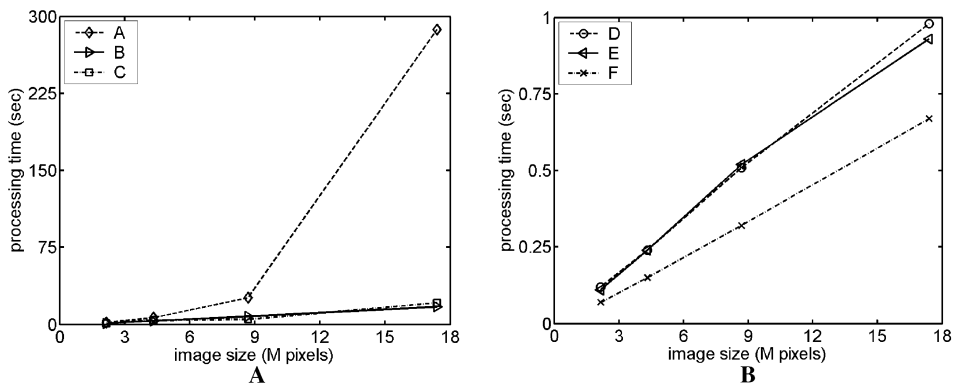 300
225
150
75
0
0 3 6 9 12 15 18
processing time (sec)
image size (M pixels)
A
B
C
A
1
0.75
0.5
0.25
0
3 6 9 12 15 18
processing time (sec)
image size (M pixels)
D
E
F
B